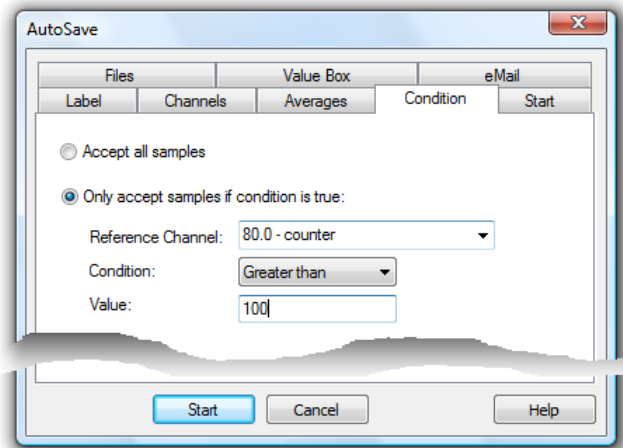 AutoSave
Files Value Box eMail
Label Channels Averages Condition Start
Accept all samples
Only accept samples if condition is true:
Reference Channel: 80.0 - counter
Condition: Greater than
Value: 100
Start Cancel Help